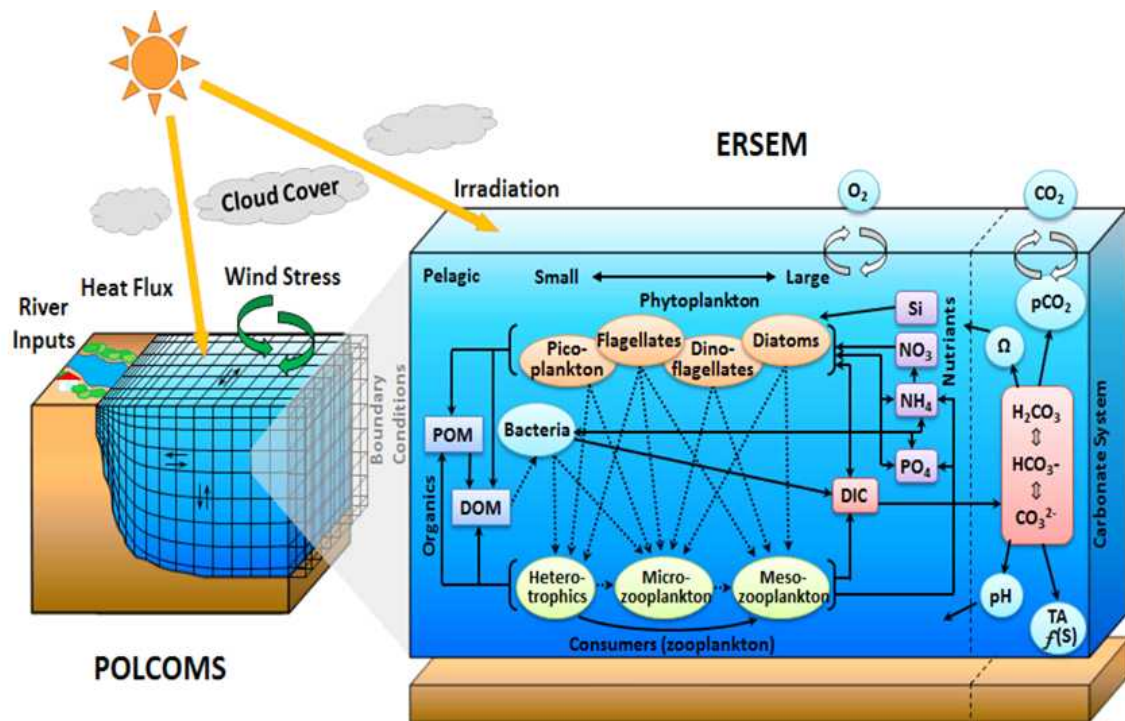 ERSEM
Cloud Cover
Irradiation
O₂
CO₂
Heat Flux
Wind Stress
River
Inputs
Pelagic
Small
Large
Phytoplankton
pCO₂
Si
Flagellates
Diatoms
Pico-
plankton
Dino-
flagellates
NO₃
Nutriants
Ω
NH₄
Boundary
Conditions
POM
Bacteria
H₂CO₃
⇕
HCO₃-
⇕
CO₃²⁻
Carbonate System
PO₄
Organics
DOM
DIC
Hetero-
trophics
Micro-
zooplankton
Meso-
zooplankton
pH
TA
f(S)
Consumers (zooplankton)
POLCOMS